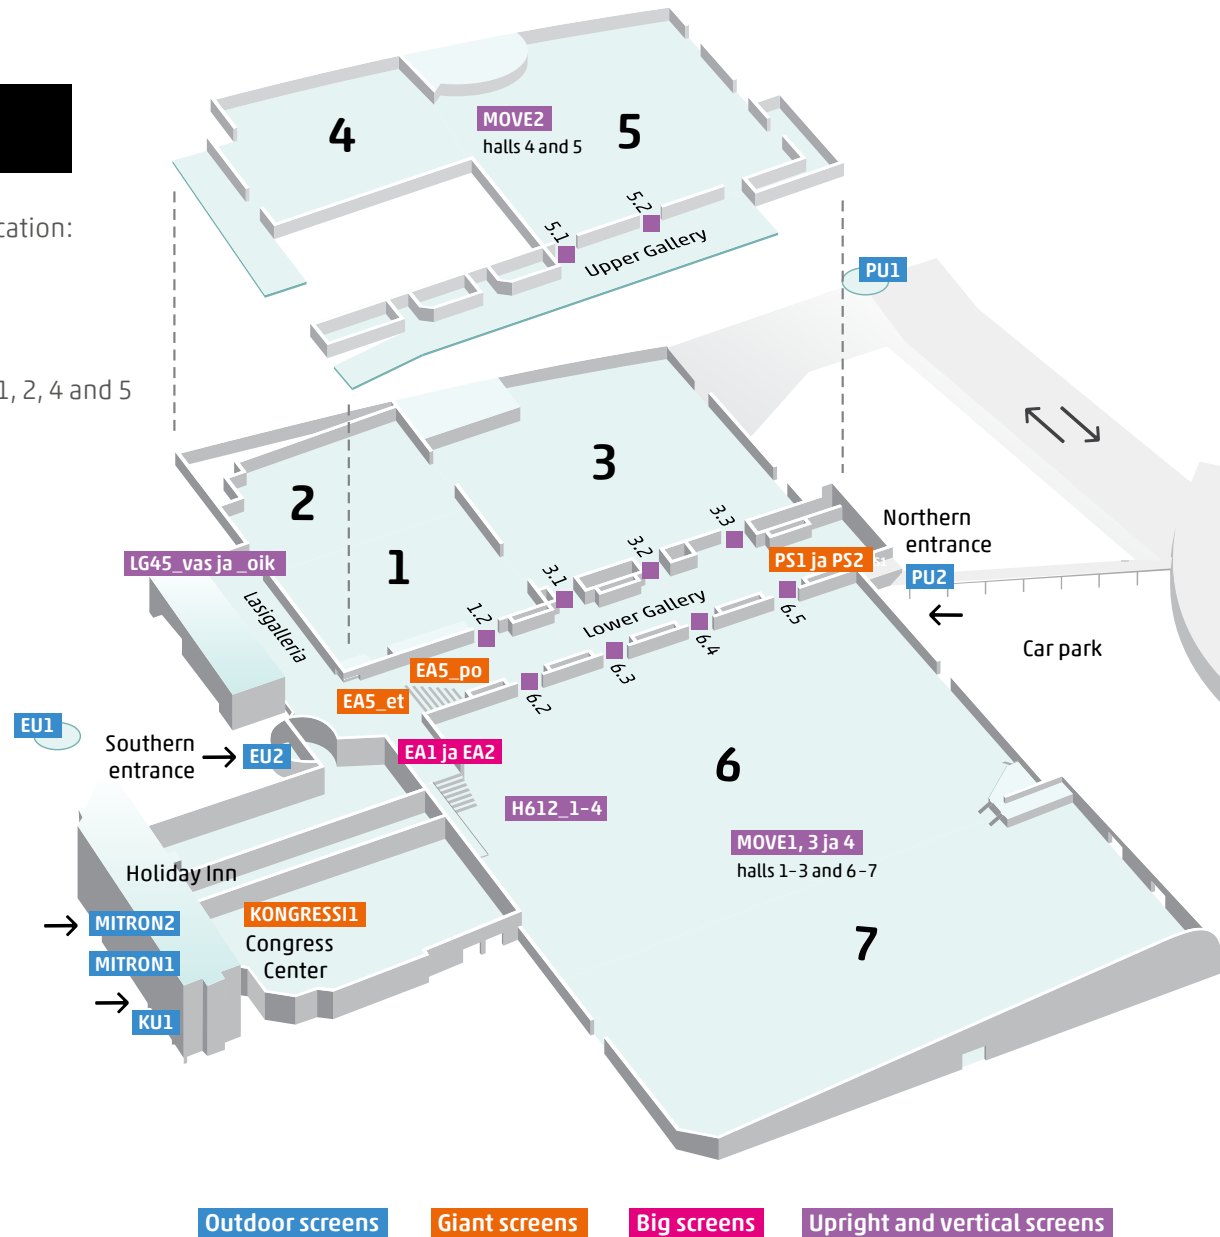 4
MOVE2
halls 4 and 5
5
cation:
5.1
5.2
Upper Gallery
PU1
1, 2, 4 and 5
3
2
3.3
Northern
entrance
3.2
PS1 ja PS2
LG45_vas ja _oik
1
3.1
PU2
Lasigalleria
1.2
Lower Gallery
6.5
6.4
Car park
6.3
EA5_po
EA5_et
6.2
EU1
Southern
entrance
EU2
EA1 ja EA2
6
H612_1-4
MOVE1, 3 ja 4
halls 1-3 and 6-7
Holiday Inn
MITRON2
KONGRESSI1
Congress
Center
7
MITRON1
KU1
Outdoor screens
Giant screens
Big screens
Upright and vertical screens